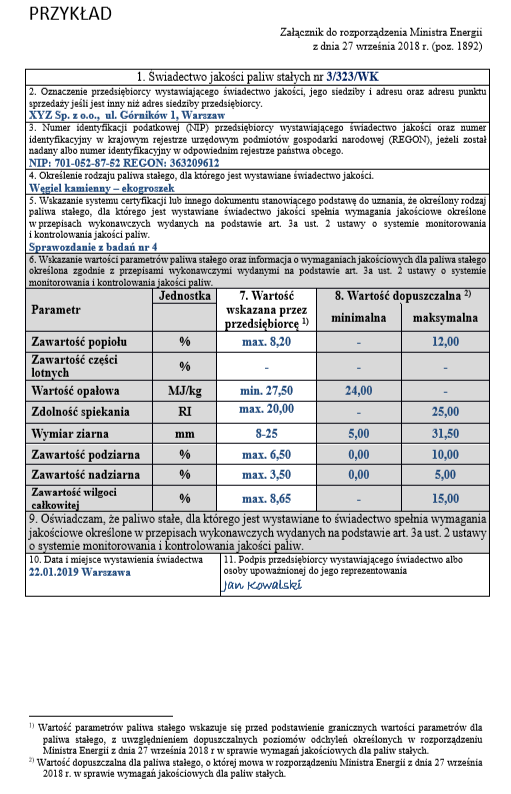 PRZYKŁAD
Załącznik do rozporządzenia Ministra Energii
z dnia 27 września 2018 r. (poz. 1892)
1. Świadectwo jakości paliw stałych nr 3/323/WK
2. Oznaczenie przedsiębiorcy wystawiającego świadectwo jakości, jego siedziby i adresu oraz adresu punktu
sprzedaży jeśli jest inny niż adres siedziby przedsiębiorcy.
XYZ Sp. z o.o., ul. Górników 1, Warszaw
3. Numer identyfikacji podatkowej (NIP) przedsiębiorcy wystawiającego świadectwo jakości oraz numer
identyfikacyjny w krajowym rejestrze urzędowym podmiotów gospodarki narodowej (REGON), jeżeli został
nadany albo numer identyfikacyjny w odpowiednim rejestrze państwa obcego.
NIP: 701-052-87-52 REGON: 363209612
4. Określenie rodzaju paliwa stałego, dla którego jest wystawiane świadectwo jakości.
Węgiel kamienny – ekogroszek
5. Wskazanie systemu certyfikacji lub innego dokumentu stanowiącego podstawę do uznania, że określony rodzaj
paliwa stałego, dla którego jest wystawiane świadectwo jakości spełnia wymagania jakościowe określone
w przepisach wykonawczych wydanych na podstawie art. 3a ust. 2 ustawy o systemie monitorowania
i kontrolowania jakości paliw.
Sprawozdanie z badań nr 4
6. Wskazanie wartości parametrów paliwa stałego oraz informacja o wymaganiach jakościowych dla paliwa stałego
określona zgodnie z przepisami wykonawczymi wydanymi na podstawie art. 3a ust. 2 ustawy o systemie
monitorowania i kontrolowania jakości paliw.
Parametr Jednostka 7. Wartość wskazana przez przedsiębiorcę 1) 8. Wartość dopuszczalna 2)
minimalna maksymalna
Zawartość popiołu % max. 8,20 - 12,00
Zawartość części lotnych % - - -
Wartość opałowa MJ/kg min. 27,50 24,00 -
Zdolność spiekania RI max. 20,00 - 25,00
Wymiar ziarna mm 8-25 5,00 31,50
Zawartość podziarna % max. 6,50 0,00 10,00
Zawartość nadziarna % max. 3,50 0,00 5,00
Zawartość wilgoci całkowitej % max. 8,65 - 15,00
9. Oświadczam, że paliwo stałe, dla którego jest wystawiane to świadectwo spełnia wymagania
jakościowe określone w przepisach wykonawczych wydanych na podstawie art. 3a ust. 2 ustawy
o systemie monitorowania i kontrolowania jakości paliw.
10. Data i miejsce wystawienia świadectwa
22.01.2019 Warszawa
11. Podpis przedsiębiorcy wystawiającego świadectwo albo
osoby upoważnionej do jego reprezentowania
Jan Kowalski
1) Wartość parametrów paliwa stałego wskazuje się przed podstawienie granicznych wartości parametrów dla
paliwa stałego, z uwzględnieniem dopuszczalnych poziomów odchyleń określonych w rozporządzeniu
Ministra Energii z dnia 27 września 2018 r w sprawie wymagań jakościowych dla paliw stałych.
2) Wartość dopuszczalna dla paliwa stałego, o której mowa w rozporządzeniu Ministra Energii z dnia 27 września
2018 r. w sprawie wymagań jakościowych dla paliw stałych.